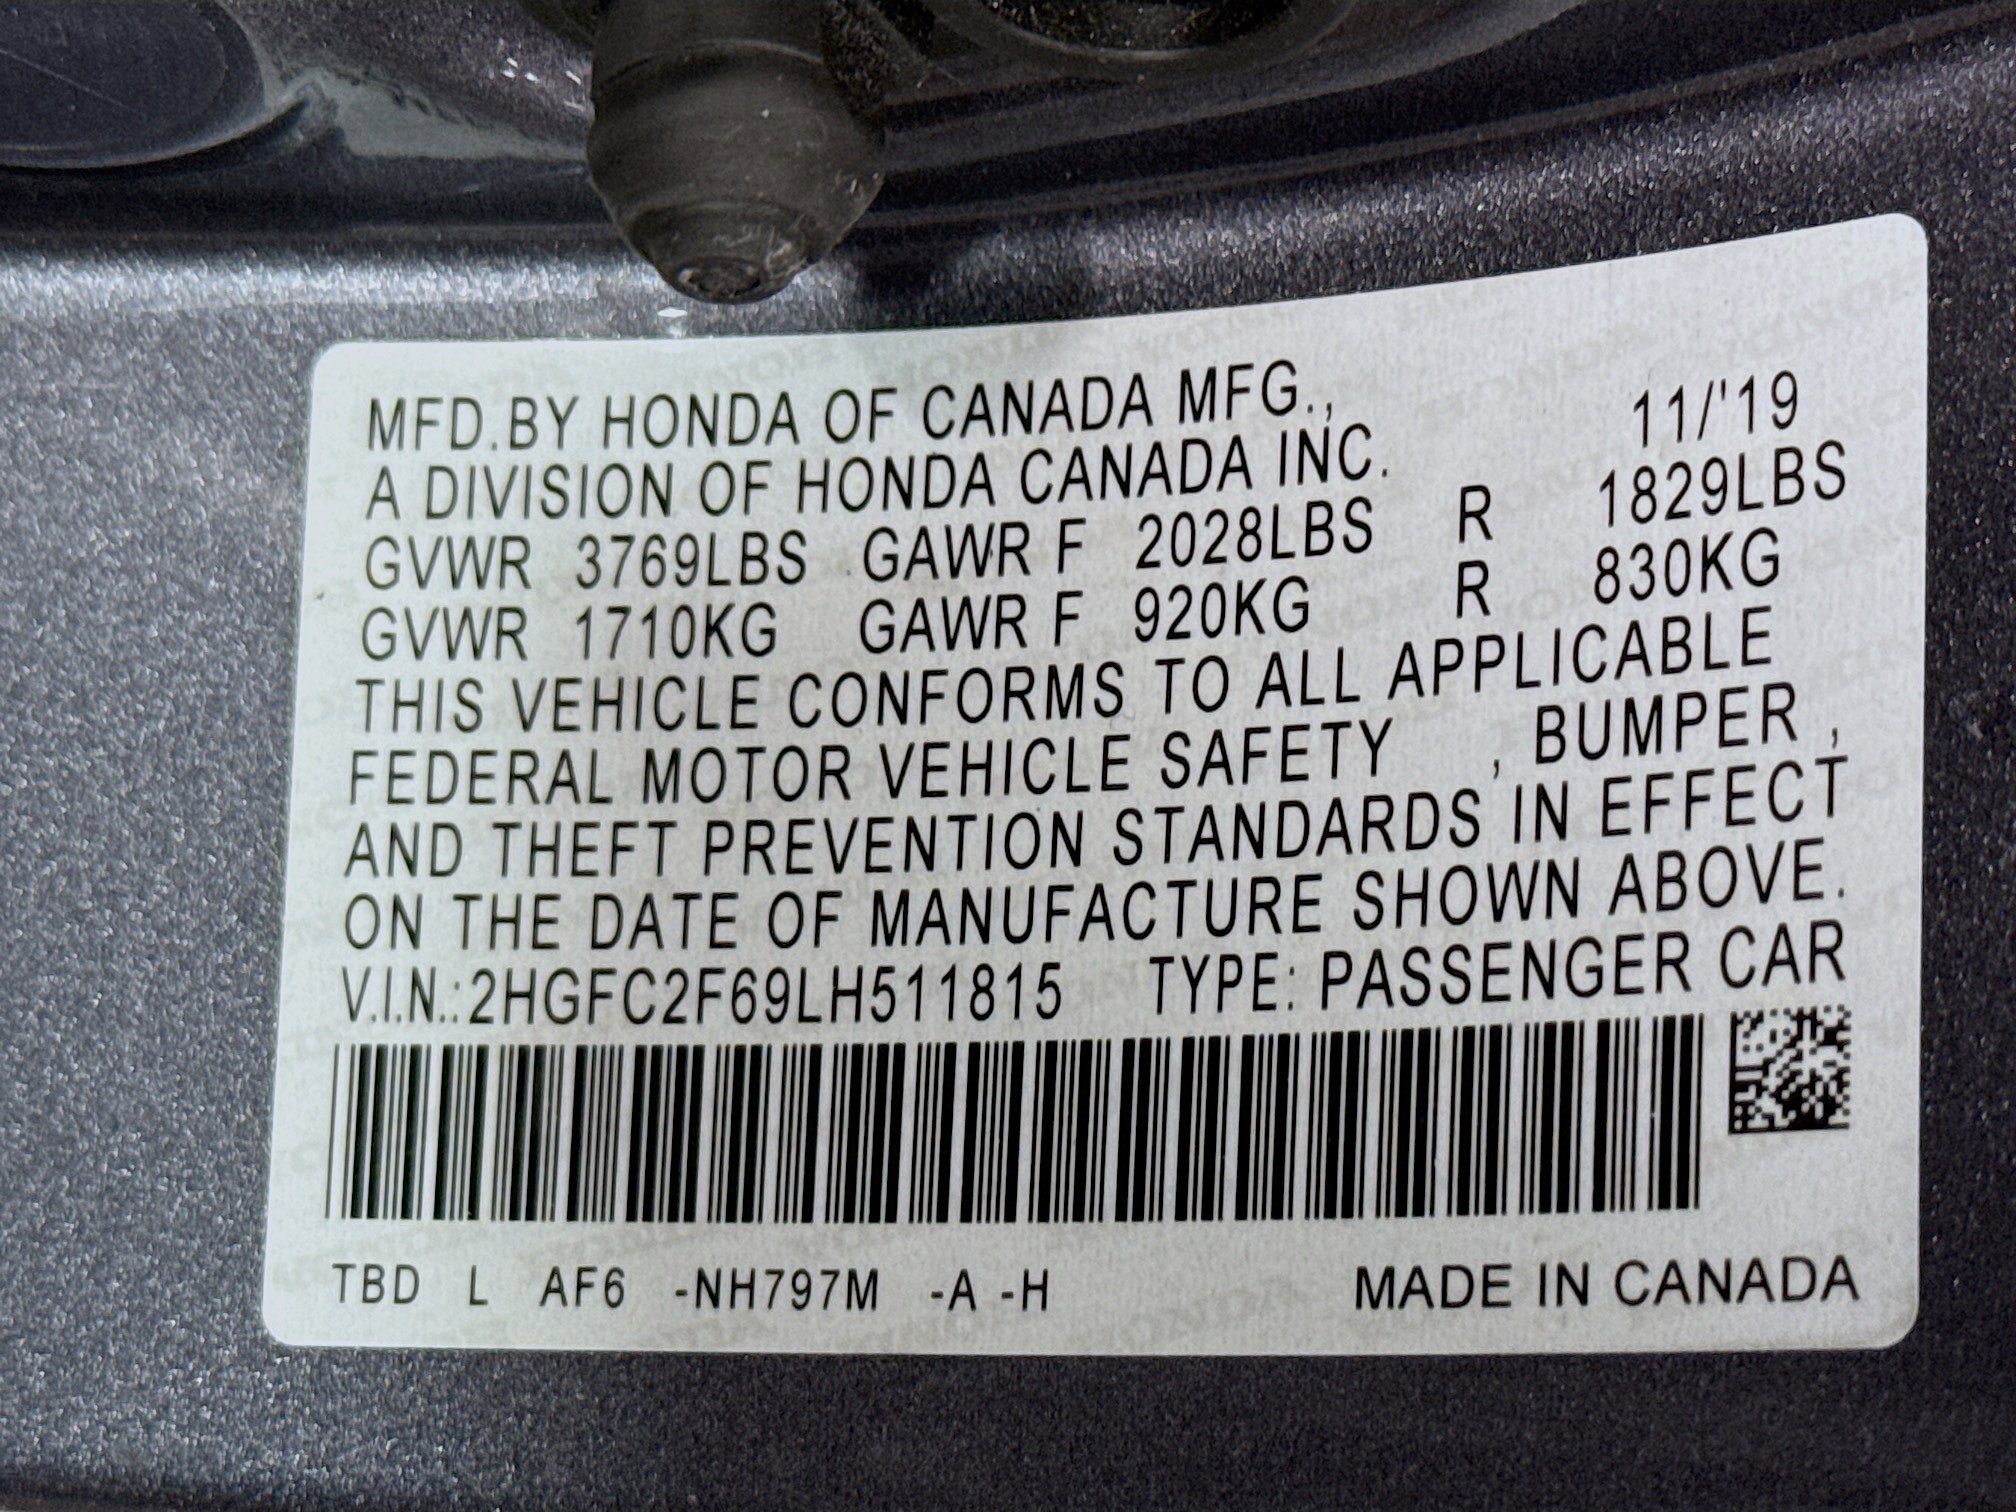 MFD.BY HONDA OF CANADA MFG., 11/'19
A DIVISION OF HONDA CANADA INC.
GVWR 3769LBS GAWR F 2028LBS R 1829LBS
GVWR 1710KG GAWR F 920KG R 830KG
THIS VEHICLE CONFORMS TO ALL APPLICABLE
FEDERAL MOTOR VEHICLE SAFETY , BUMPER ,
AND THEFT PREVENTION STANDARDS IN EFFECT
ON THE DATE OF MANUFACTURE SHOWN ABOVE.
V.I.N.:2HGFC2F69LH511815 TYPE: PASSENGER CAR
TBD L AF6 -NH797M -A -H MADE IN CANADA